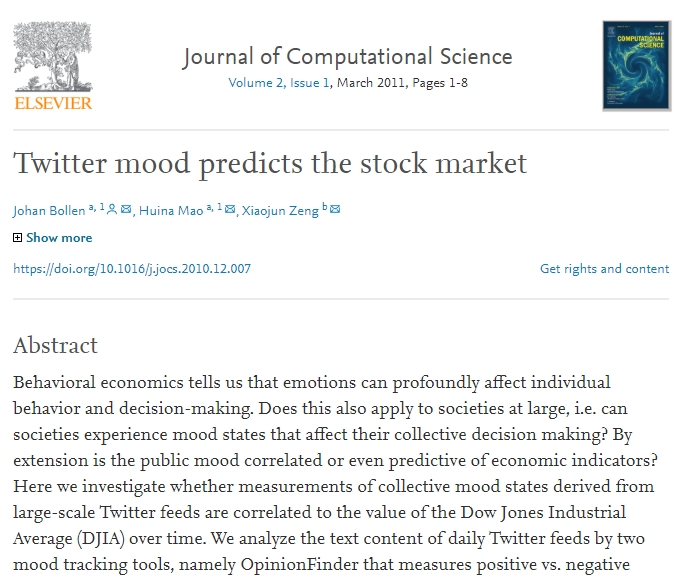 Journal of Computational Science
Volume 2, Issue 1, March 2011, Pages 1-8
ELSEVIER
Journal of
COMPUTATIONAL
SCIENCE
Twitter mood predicts the stock market
Johan Bollen a, 1, Huina Mao a, 1, Xiaojun Zeng b
Show more
https://doi.org/10.1016/j.jocs.2010.12.007
Get rights and content
Abstract
Behavioral economics tells us that emotions can profoundly affect individual
behavior and decision-making. Does this also apply to societies at large, i.e. can
societies experience mood states that affect their collective decision making? By
extension is the public mood correlated or even predictive of economic indicators?
Here we investigate whether measurements of collective mood states derived from
large-scale Twitter feeds are correlated to the value of the Dow Jones Industrial
Average (DJIA) over time. We analyze the text content of daily Twitter feeds by two
mood tracking tools, namely OpinionFinder that measures positive vs. negative